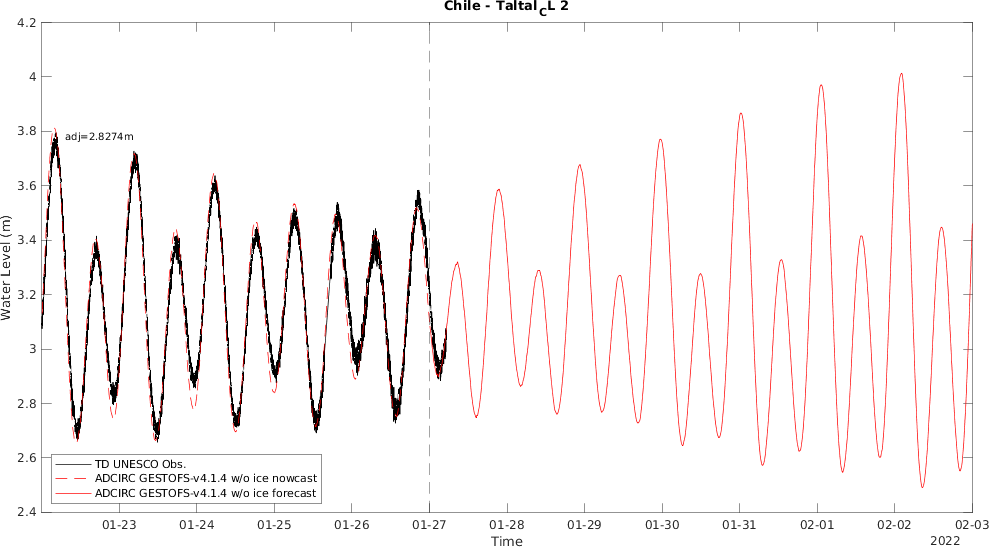 Chile - Taltal_CL 2
4.2
4
3.8
3.6
3.4
3.2
3
2.8
2.6
2.4
Water Level (m)
adj=2.8274m
TD UNESCO Obs.
ADCIRC GESTOFS-v4.1.4 w/o ice nowcast
ADCIRC GESTOFS-v4.1.4 w/o ice forecast
01-23 01-24 01-25 01-26 01-27 01-28 01-29 01-30 01-31 02-01 02-02 02-03
Time
2022